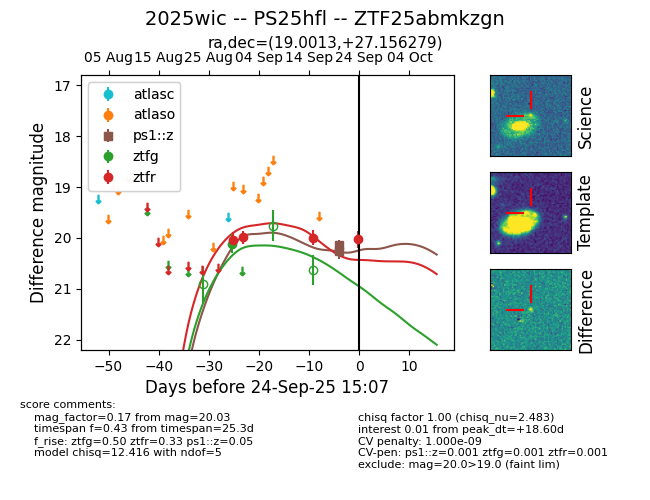 2025wic -- PS25hfl -- ZTF25abmkzgn
ra,dec=(19.0013,+27.156279)
05 Aug 15 Aug 25 Aug 04 Sep 14 Sep 24 Sep 04 Oct
17
18
19
20
21
22
Difference magnitude
atlasc
atlaso
ps1::z
ztfg
ztfr
−50 −40 −30 −20 −10 0 10
Days before 24-Sep-25 15:07
Science
Template
Difference
score comments:
mag_factor=0.17 from mag=20.03
timespan f=0.43 from timespan=25.3d
f_rise: ztfg=0.50 ztfr=0.33 ps1::z=0.05
model chisq=12.416 with ndof=5
chisq factor 1.00 (chisq_nu=2.483)
interest 0.01 from peak_dt=+18.60d
CV penalty: 1.000e-09
CV-pen: ps1::z=0.001 ztfg=0.001 ztfr=0.001
exclude: mag=20.0>19.0 (faint lim)